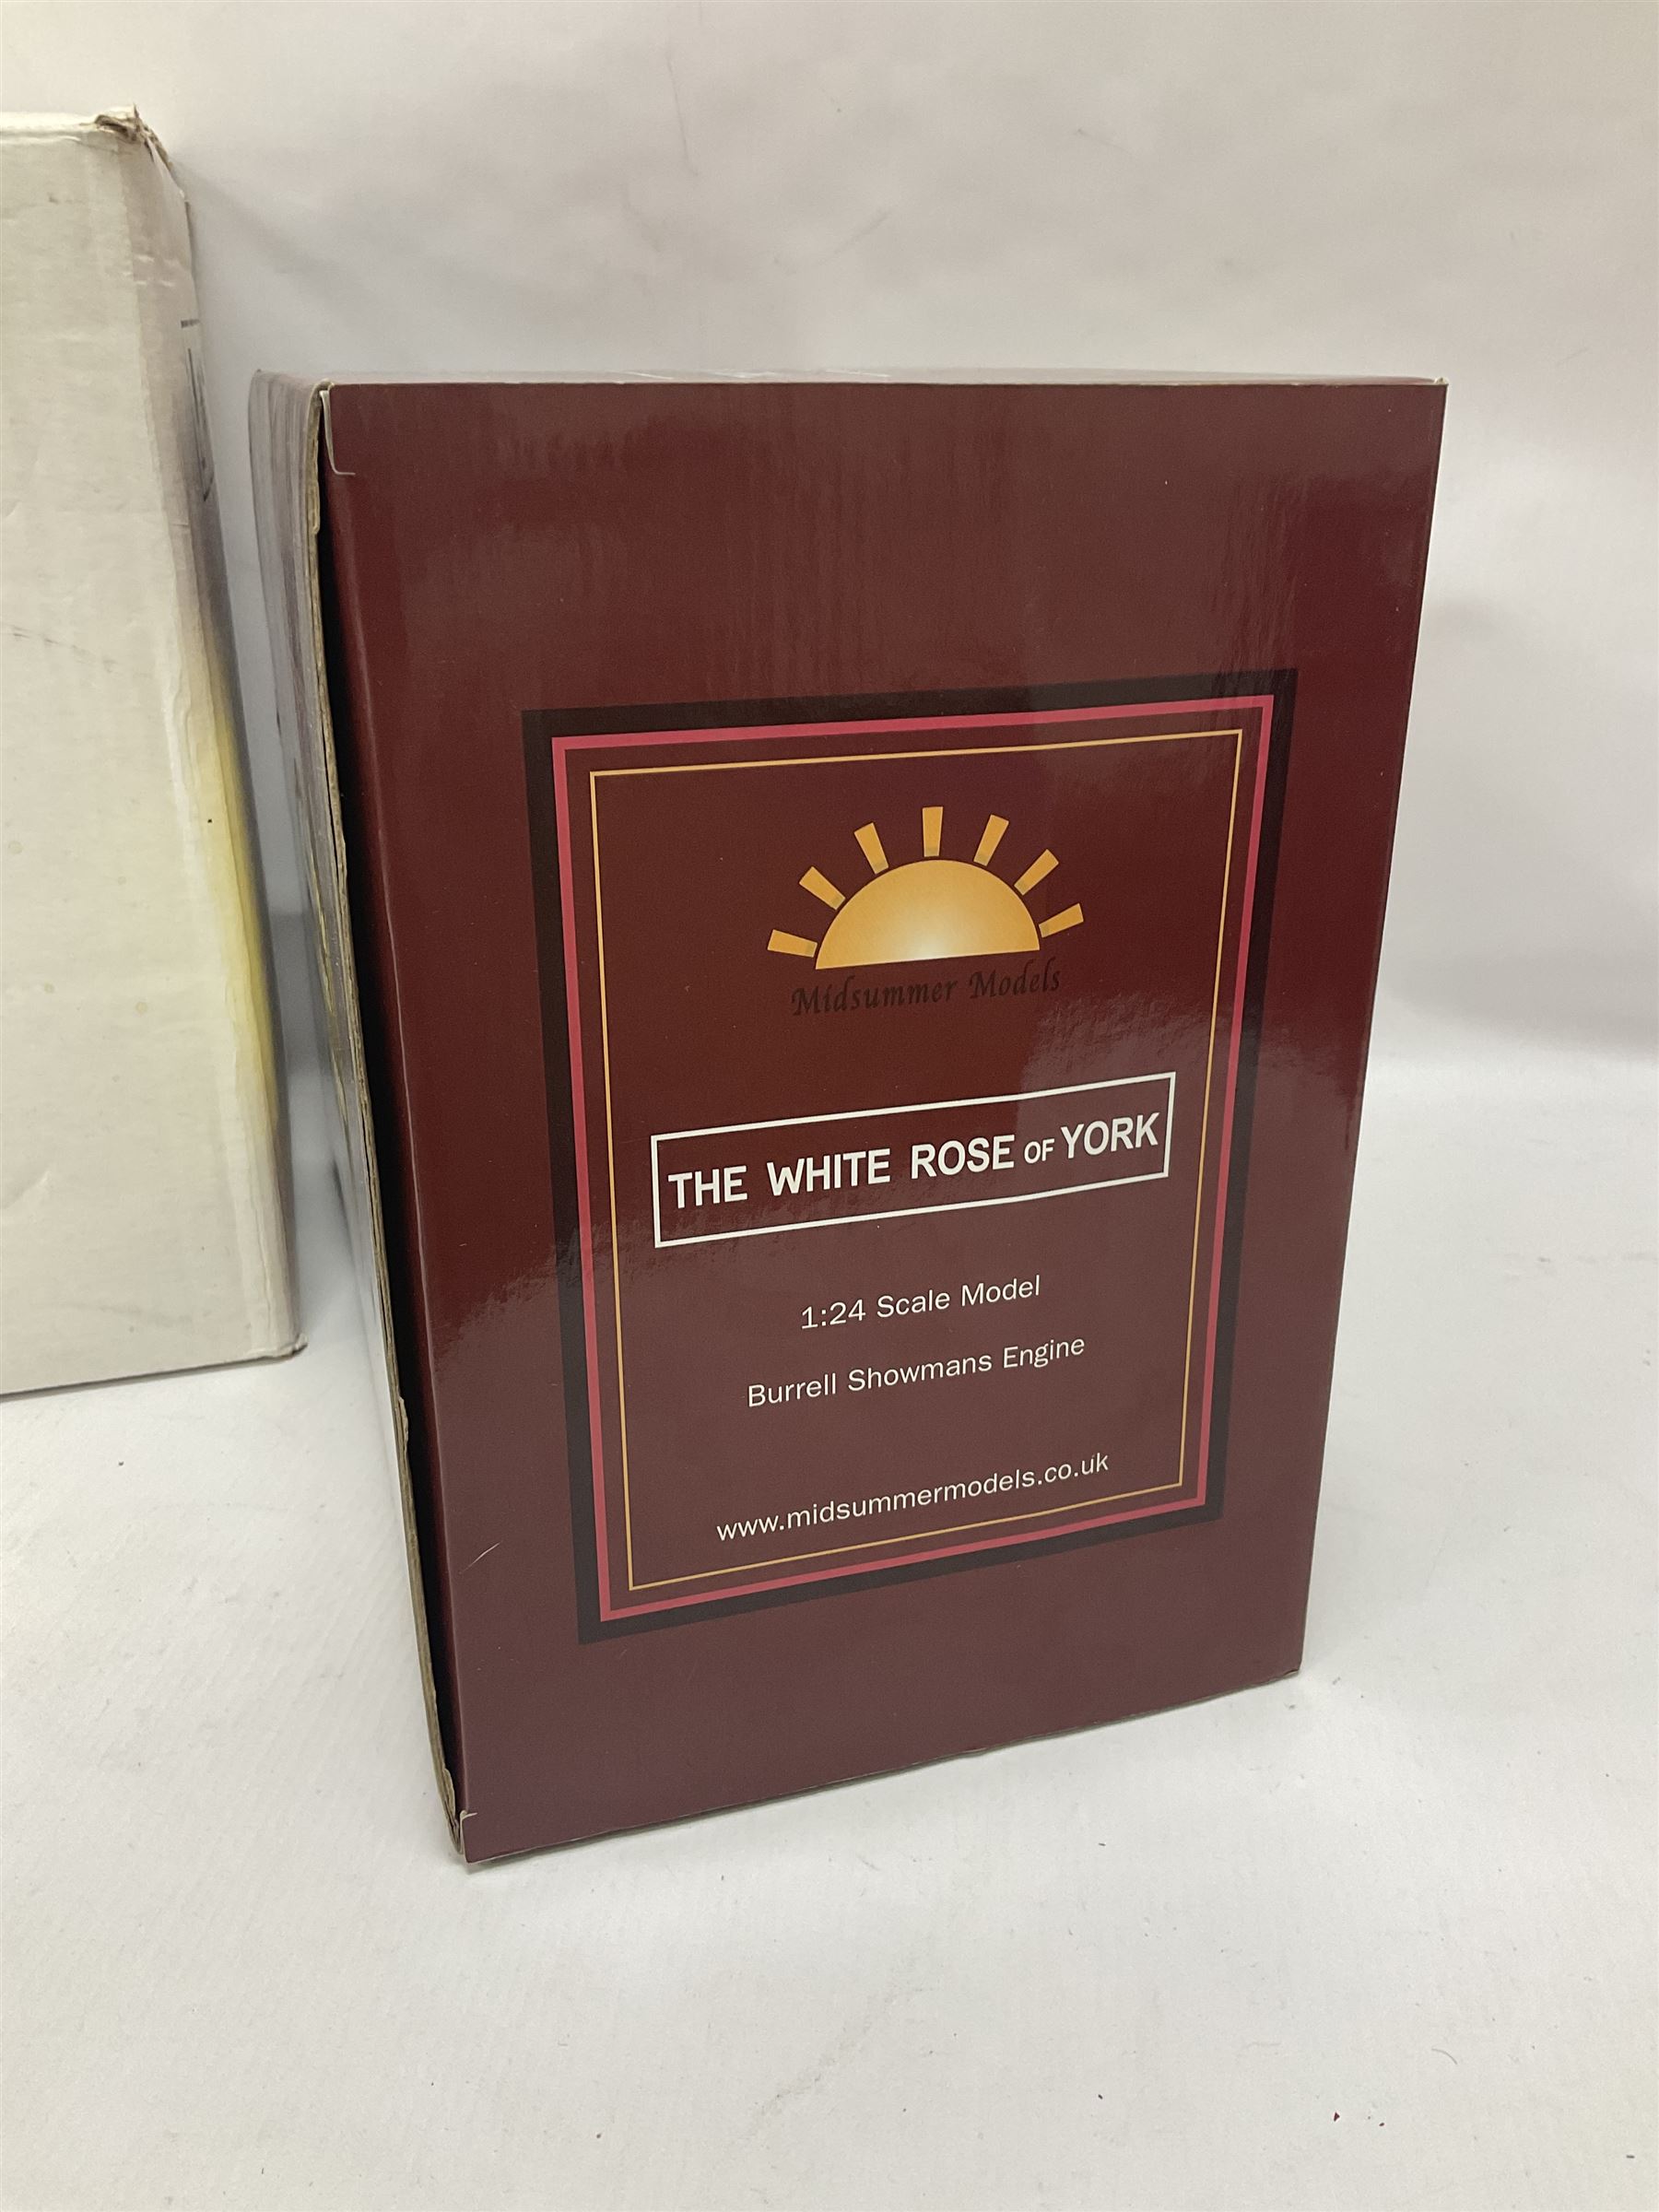 Midsummer Models
THE WHITE ROSE OF YORK
1:24 Scale Model
Burrell Showmans Engine
www.midsummermodels.co.uk